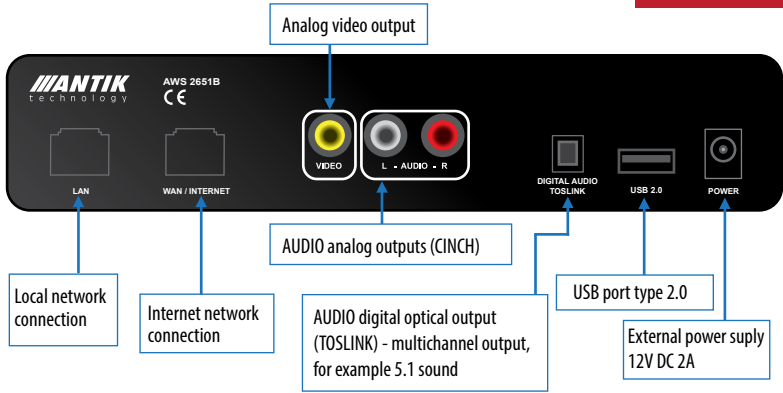 Analog video output
ANTIK
technology
AWS 2651B
CE
LAN
WAN / INTERNET
VIDEO
L - AUDIO - R
DIGITAL AUDIO
TOSLINK
USB 2.0
POWER
AUDIO analog outputs (CINCH)
Local network
connection
Internet network
connection
AUDIO digital optical output
(TOSLINK) - multichannel output,
for example 5.1 sound
USB port type 2.0
External power suply
12V DC 2A